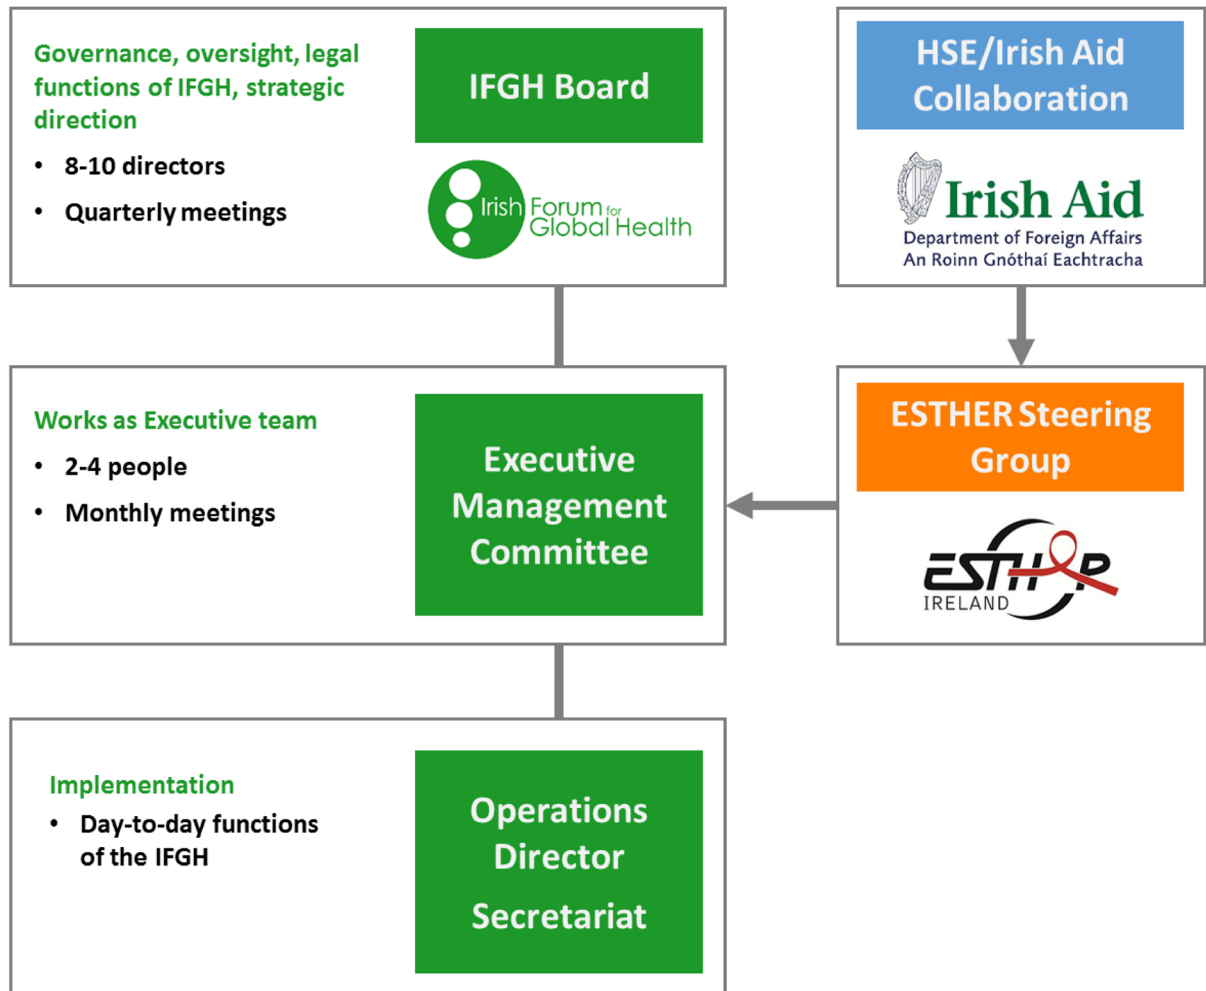 Governance, oversight, legal
functions of IFGH, strategic
direction
• 8-10 directors
• Quarterly meetings
IFGH Board
Irish Forum for
Global Health
HSE/Irish Aid
Collaboration
Irish Aid
Department of Foreign Affairs
An Roinn Gnóthaí Eachtracha
Works as Executive team
• 2-4 people
• Monthly meetings
Executive
Management
Committee
ESTHER Steering
Group
ESTHER
IRELAND
Implementation
• Day-to-day functions
of the IFGH
Operations
Director
Secretariat